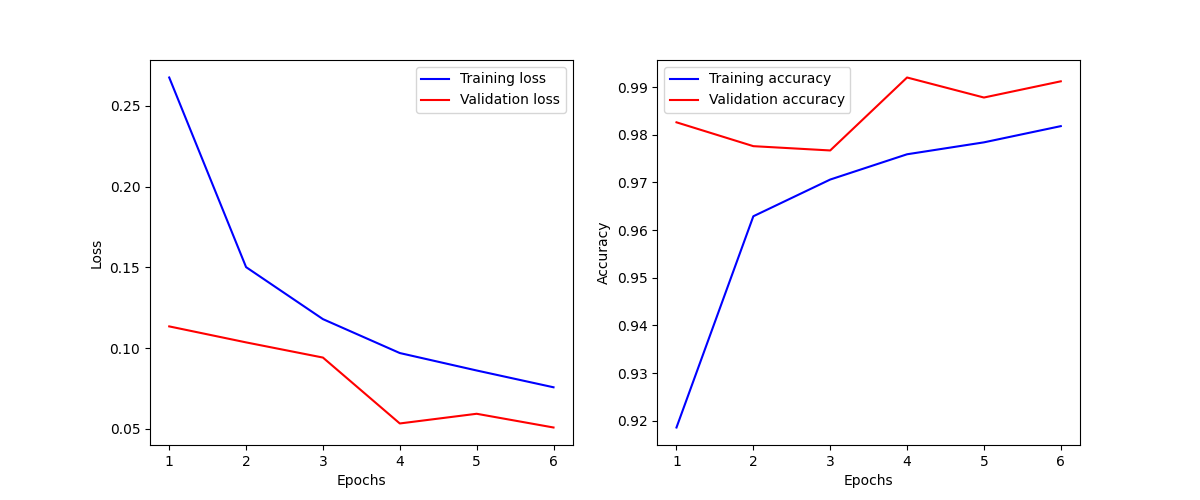 Training loss
Validation loss
0.25
0.20
0.15
0.10
0.05
Loss
1 2 3 4 5 6
Epochs
Training accuracy
Validation accuracy
0.99
0.98
0.97
0.96
0.95
0.94
0.93
0.92
Accuracy
1 2 3 4 5 6
Epochs